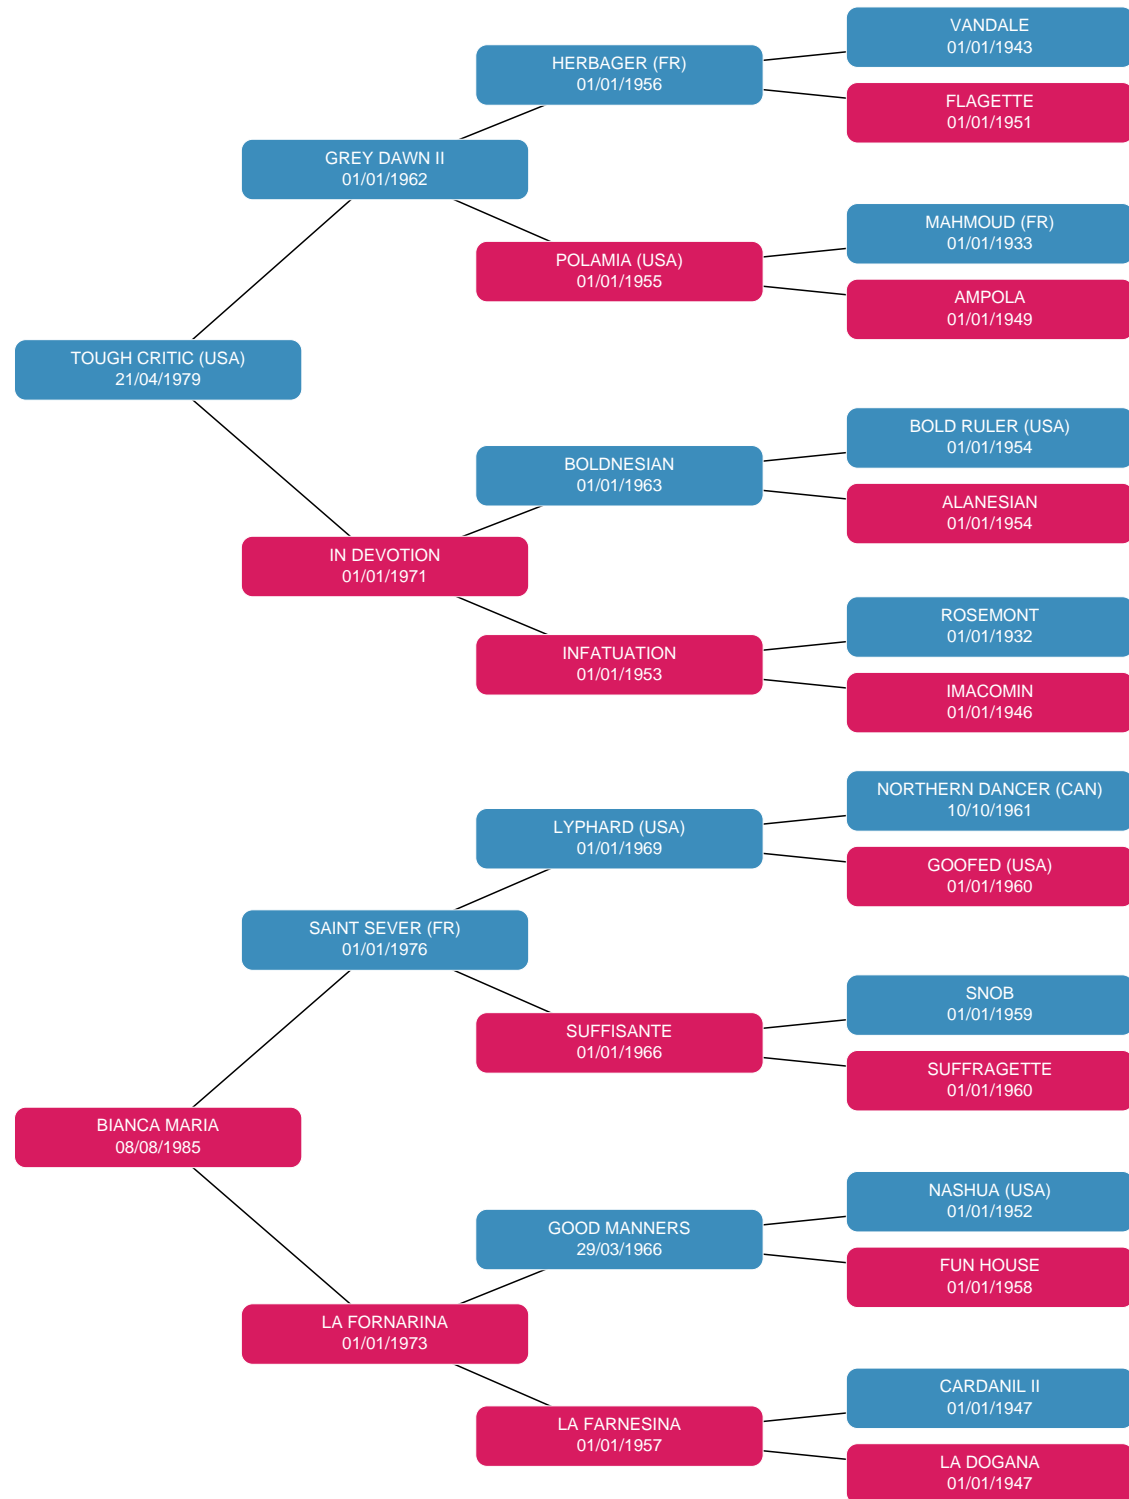 VANDALE
01/01/1943
HERBAGER (FR)
01/01/1956
FLAGETTE
01/01/1951
GREY DAWN II
01/01/1962
MAHMOUD (FR)
01/01/1933
POLAMIA (USA)
01/01/1955
AMPOLA
01/01/1949
TOUGH CRITIC (USA)
21/04/1979
BOLD RULER (USA)
01/01/1954
BOLDNESIAN
01/01/1963
ALANESIAN
01/01/1954
IN DEVOTION
01/01/1971
ROSEMONT
01/01/1932
INFATUATION
01/01/1953
IMACOMIN
01/01/1946
NORTHERN DANCER (CAN)
10/10/1961
LYPHARD (USA)
01/01/1969
GOOFED (USA)
01/01/1960
SAINT SEVER (FR)
01/01/1976
SNOB
01/01/1959
SUFFISANTE
01/01/1966
SUFFRAGETTE
01/01/1960
BIANCA MARIA
08/08/1985
NASHUA (USA)
01/01/1952
GOOD MANNERS
29/03/1966
FUN HOUSE
01/01/1958
LA FORNARINA
01/01/1973
CARDANIL II
01/01/1947
LA FARNESINA
01/01/1957
LA DOGANA
01/01/1947